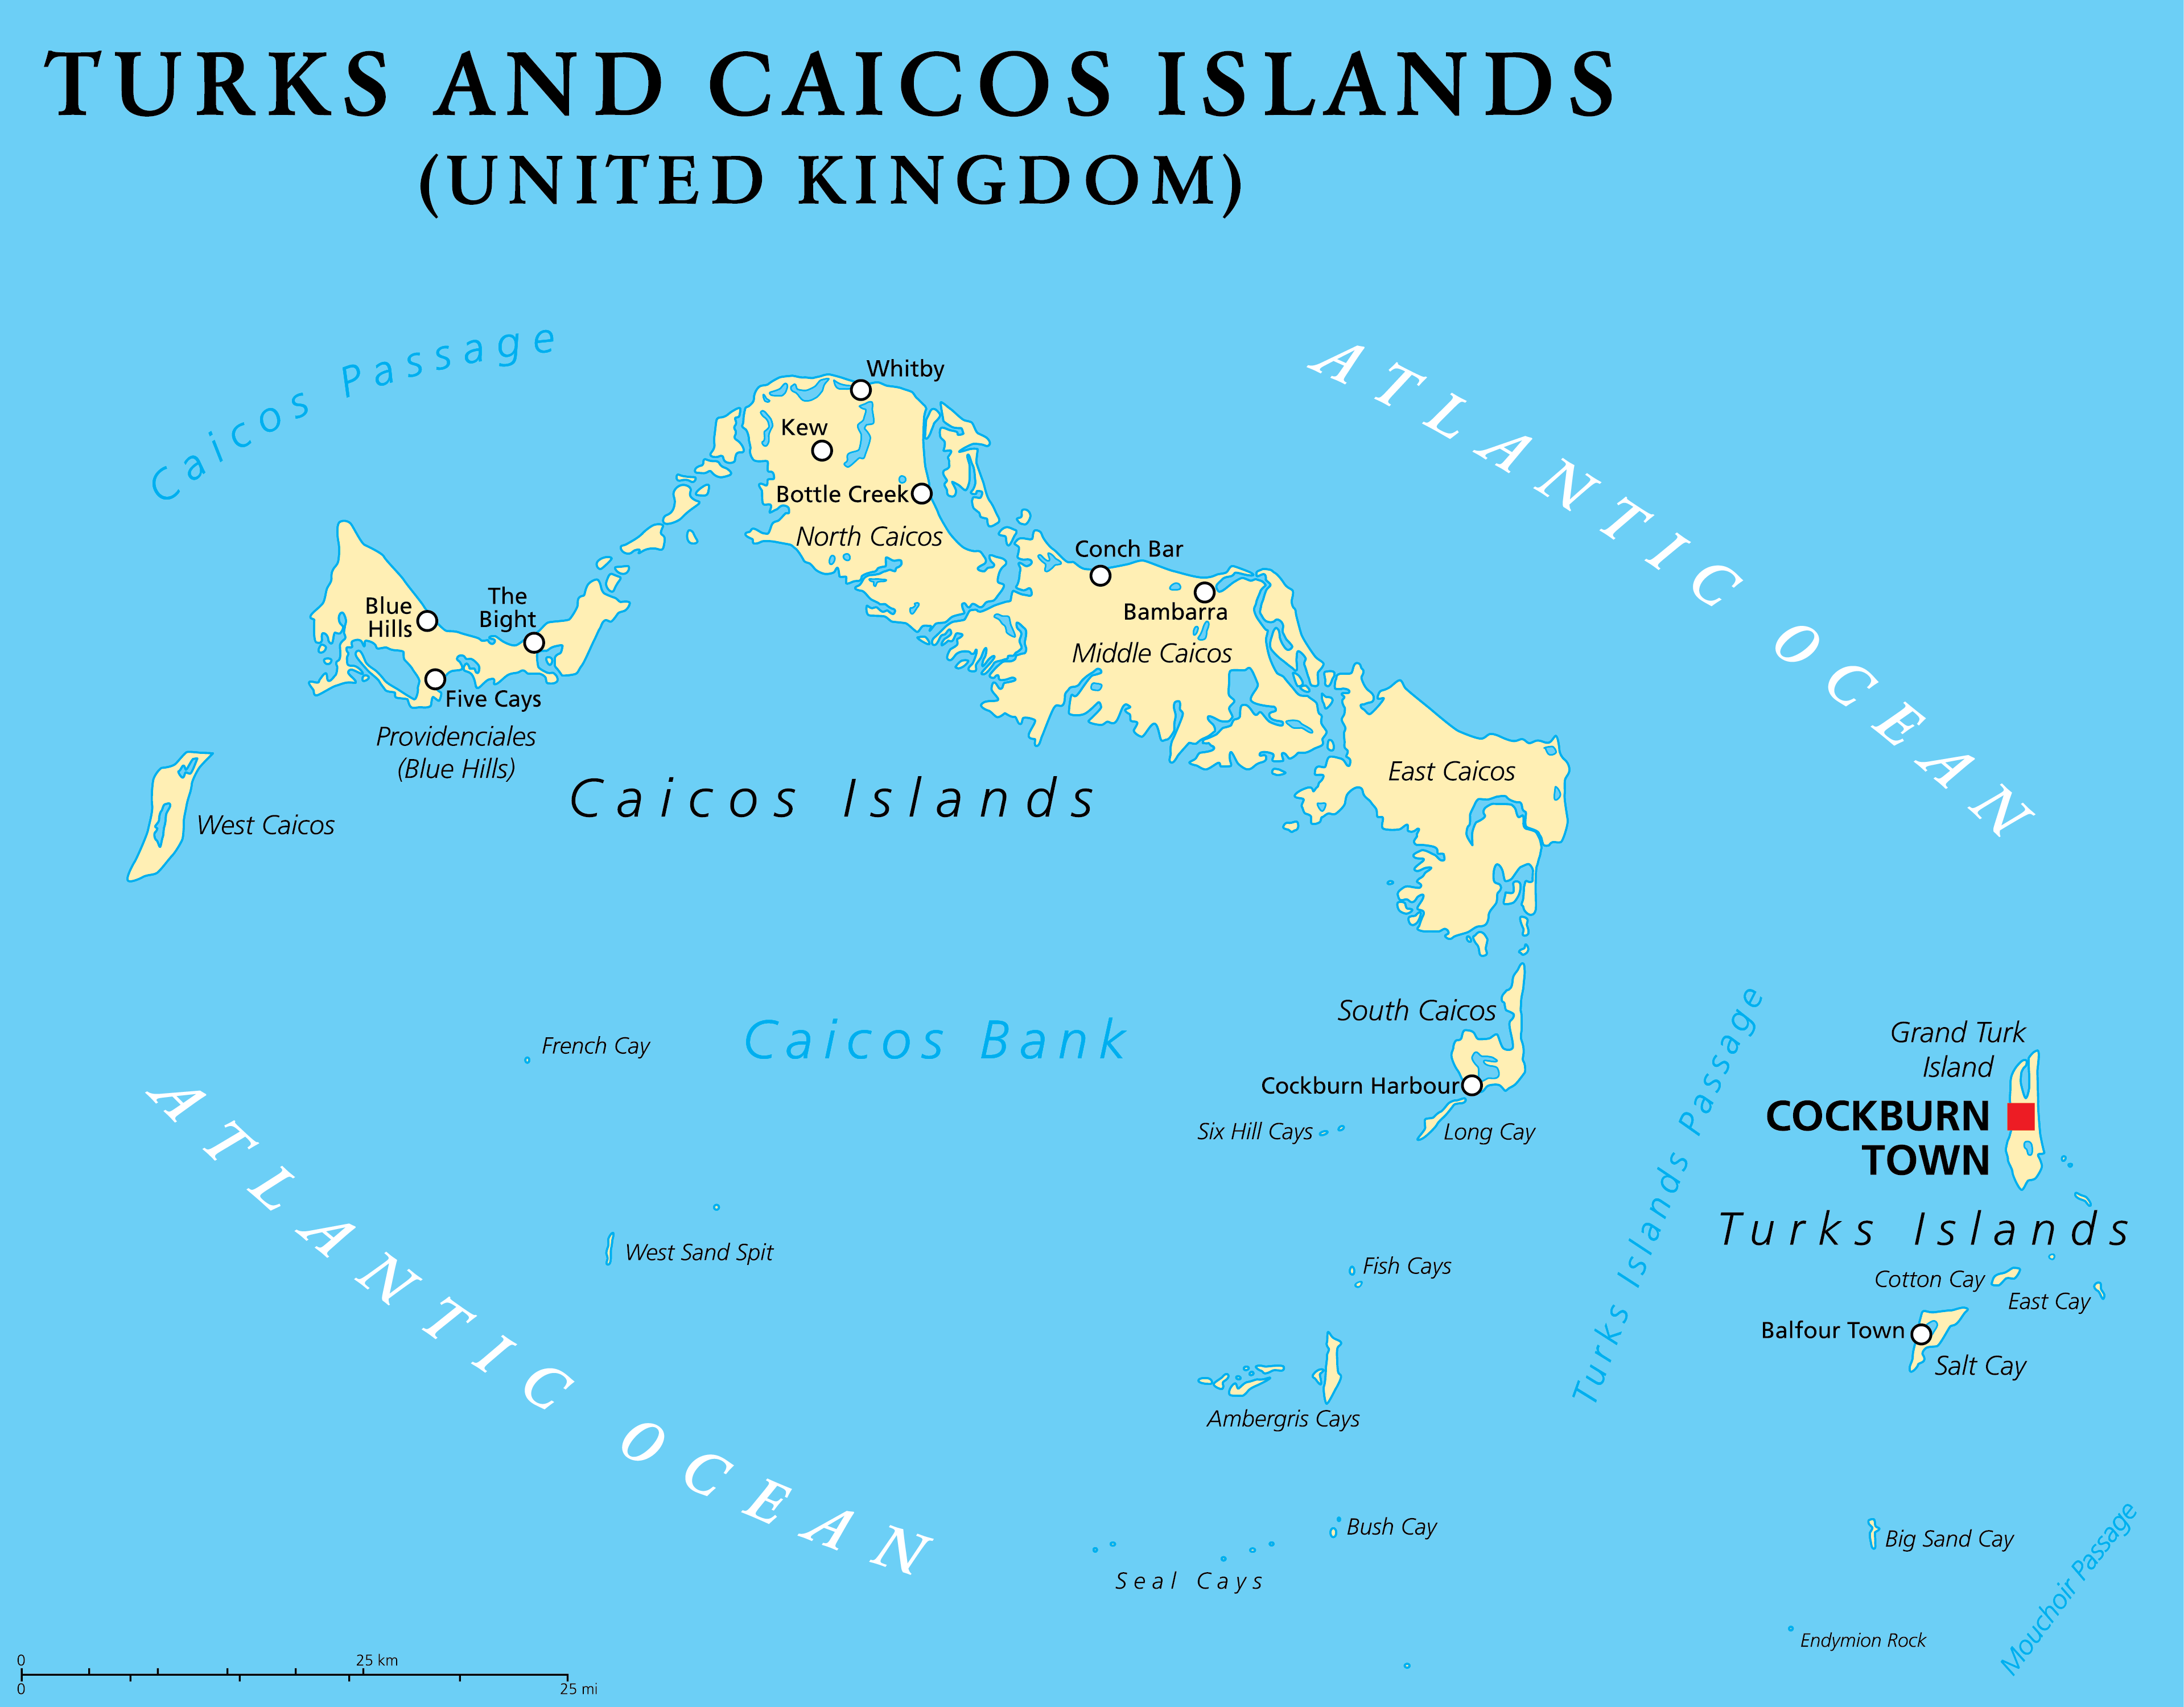 TURKS AND CAICOS ISLANDS
(UNITED KINGDOM)
Caicos Passage
ATLANTIC OCEAN
Whitby
Kew
Bottle Creek
North Caicos
Conch Bar
Bambarra
Middle Caicos
Blue
Hills
The
Bight
Five Cays
Providenciales
(Blue Hills)
West Caicos
Caicos Islands
East Caicos
South Caicos
Cockburn Harbour
Six Hill Cays
Long Cay
French Cay
Caicos Bank
Turks Islands Passage
Grand Turk
Island
COCKBURN
TOWN
Turks Islands
Cotton Cay
East Cay
Balfour Town
Salt Cay
ATLANTIC OCEAN
West Sand Spit
Fish Cays
Ambergris Cays
Bush Cay
Seal Cays
Big Sand Cay
Mouchoir Passage
Endymion Rock
0 25 km
0 25 mi